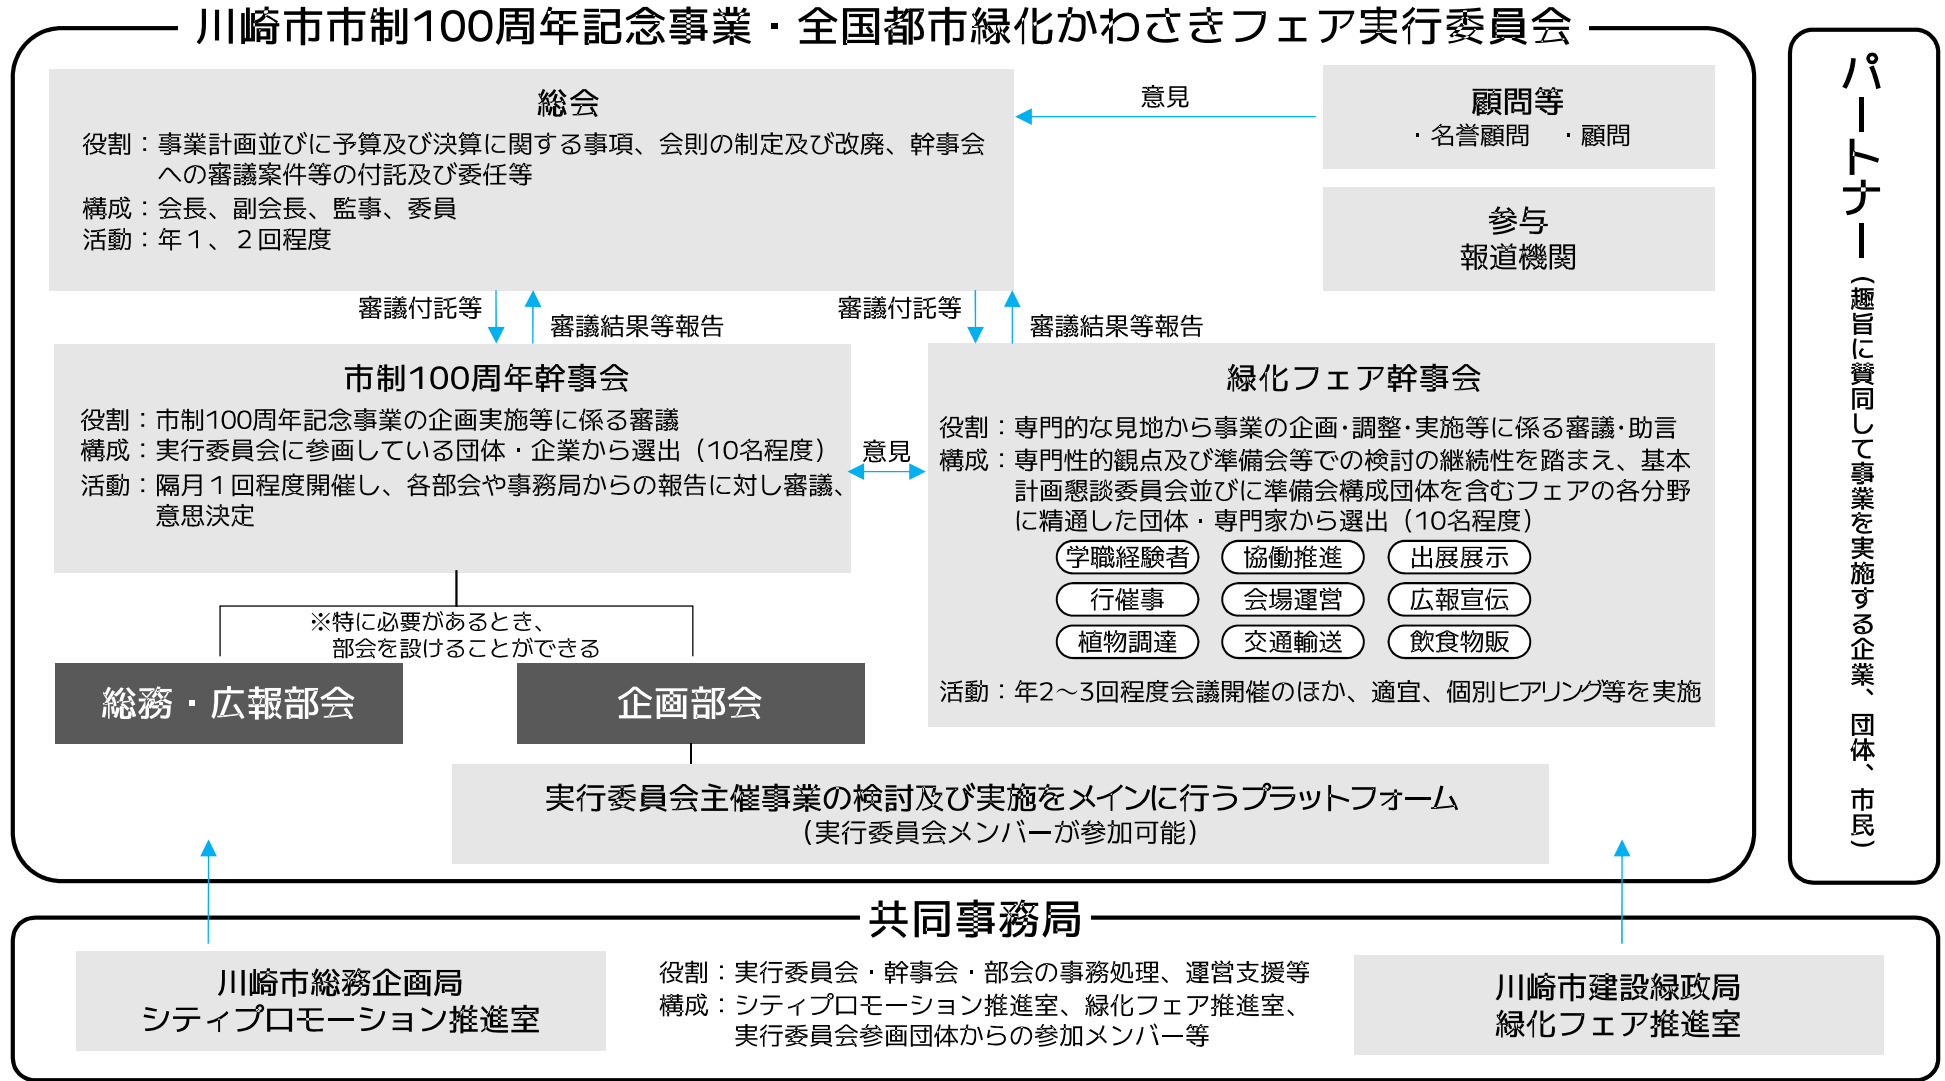 川崎市市制100周年記念事業・全国都市緑化かわさきフェア実行委員会
総会
役割：事業計画並びに予算及び決算に関する事項、会則の制定及び改廃、幹事会
への審議案件等の付託及び委任等
構成：会長、副会長、監事、委員
活動：年１、２回程度
意見
顧問等
・名誉顧問　・顧問
参与
報道機関
審議付託等
審議結果等報告
審議付託等
審議結果等報告
市制100周年幹事会
役割：市制100周年記念事業の企画実施等に係る審議
構成：実行委員会に参画している団体・企業から選出（10名程度）
活動：隔月１回程度開催し、各部会や事務局からの報告に対し審議、
意思決定
意見
緑化フェア幹事会
役割：専門的な見地から事業の企画・調整・実施等に係る審議・助言
構成：専門性的観点及び準備会等での検討の継続性を踏まえ、基本
計画懇談委員会並びに準備会構成団体を含むフェアの各分野
に精通した団体・専門家から選出（10名程度）
学職経験者
協働推進
出展展示
行催事
会場運営
広報宣伝
植物調達
交通輸送
飲食物販
活動：年2～3回程度会議開催のほか、適宜、個別ヒアリング等を実施
※特に必要があるとき、
部会を設けることができる
総務・広報部会
企画部会
実行委員会主催事業の検討及び実施をメインに行うプラットフォーム
（実行委員会メンバーが参加可能）
パートナー（趣旨に賛同して事業を実施する企業、団体、市民）
共同事務局
川崎市総務企画局
シティプロモーション推進室
役割：実行委員会・幹事会・部会の事務処理、運営支援等
構成：シティプロモーション推進室、緑化フェア推進室、
実行委員会参画団体からの参加メンバー等
川崎市建設緑政局
緑化フェア推進室